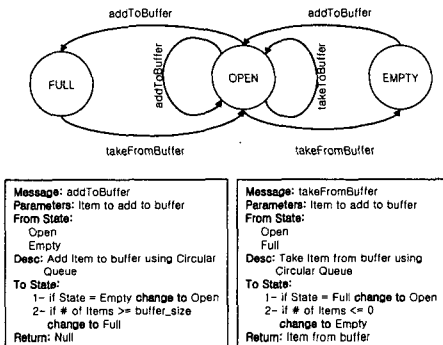 addToBuffer
addToBuffer
addToBuffer
takeToBuffer
FULL
OPEN
EMPTY
takeFromBuffer
takeFromBuffer
Message: addToBuffer
Parameters: Item to add to buffer
From State:
Open
Empty
Desc: Add Item to buffer using Circular
Queue
To State:
1- if State = Empty change to Open
2- if # of Items >= buffer_size
change to Full
Return: Null
Message: takeFromBuffer
Parameters: Item to add to buffer
From State:
Open
Full
Desc: Take Item from buffer using
Circular Queue
To State:
1- if State = Full change to Open
2- if # of Items <= 0
change to Empty
Return: Item from buffer